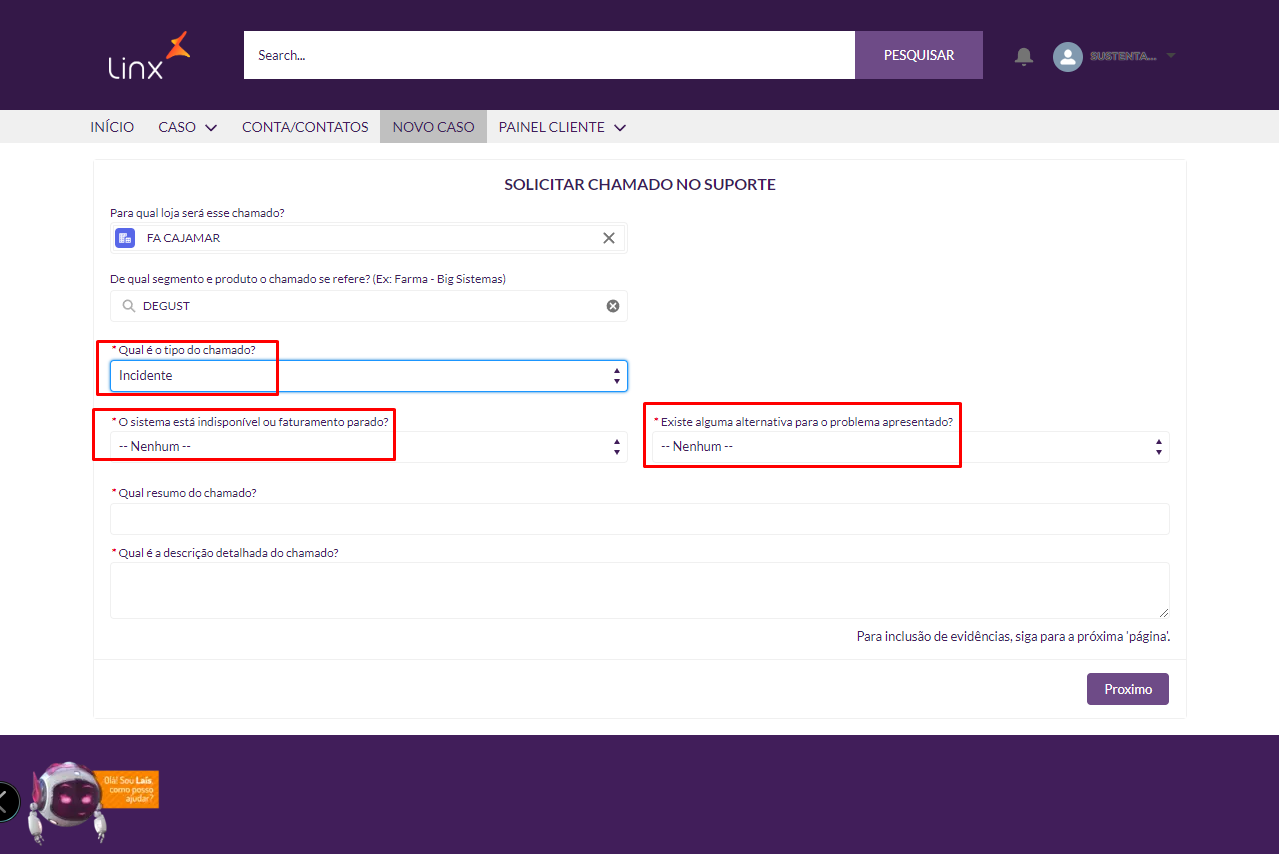 Linx
Search...
PESQUISAR
SUSTENTA...
INÍCIO
CASO
CONTA/CONTATOS
NOVO CASO
PAINEL CLIENTE
SOLICITAR CHAMADO NO SUPORTE
Para qual loja será esse chamado?
FA CAJAMAR
De qual segmento e produto o chamado se refere? (Ex: Farma - Big Sistemas)
DEGUST
* Qual é o tipo do chamado?
Incidente
* O sistema está indisponível ou faturamento parado?
-- Nenhum --
* Existe alguma alternativa para o problema apresentado?
-- Nenhum --
* Qual resumo do chamado?
* Qual é a descrição detalhada do chamado?
Para inclusão de evidências, siga para a próxima 'página'.
Proximo
Olá! Sou Laís,
como posso
ajudar?